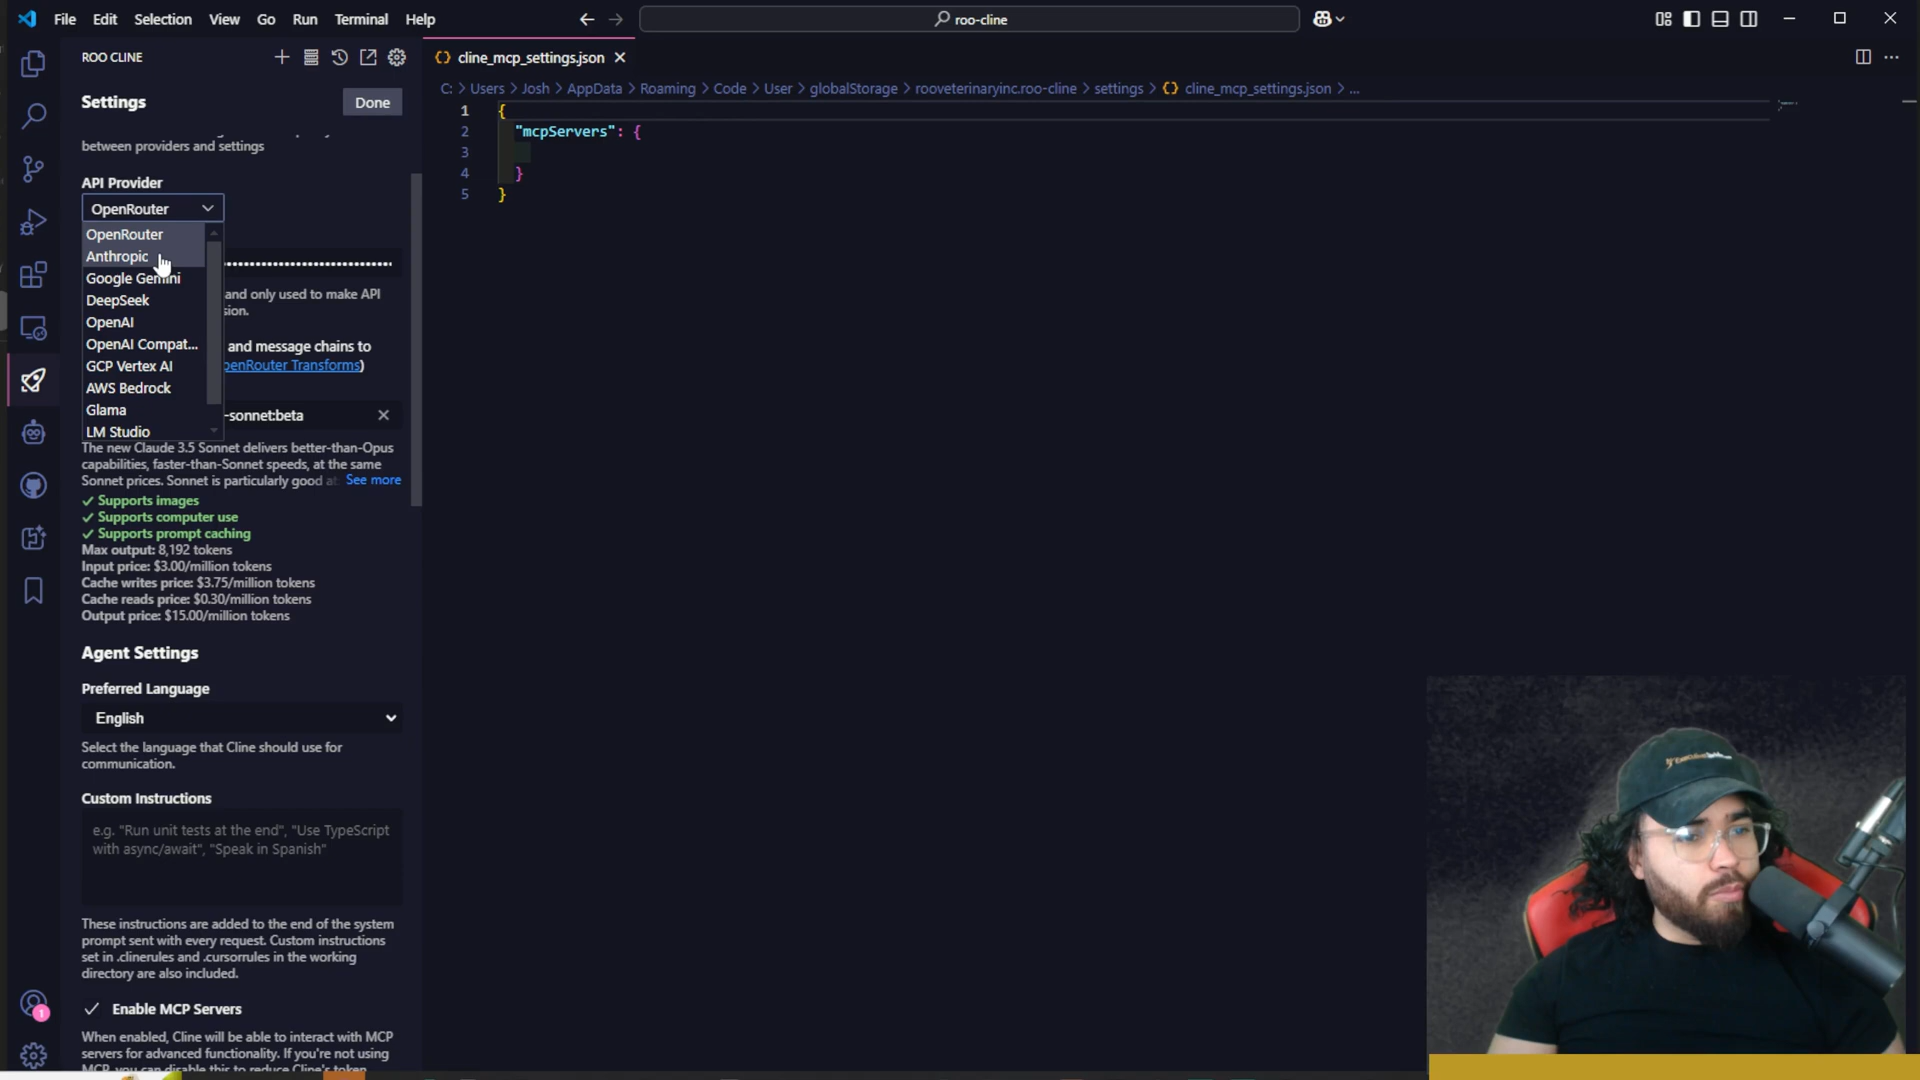 File Edit Selection View Go Run Terminal Help
roo-cline
ROO CLINE
cline_mcp_settings.json
Settings
Done
C: > Users > Josh > AppData > Roaming > Code > User > globalStorage > rooveterinaryinc.roo-cline > settings > {} cline_mcp_settings.json > ...
1 {
2 "mcpServers": {
3
4 }
5 }
between providers and settings
API Provider
OpenRouter
OpenRouter
Anthropic
Google Gemini
DeepSeek
OpenAI
OpenAI Compat...
GCP Vertex AI
AWS Bedrock
Glama
LM Studio
and only used to make API
sion.
and message chains to
penRouter Transforms)
-sonnet:beta
The new Claude 3.5 Sonnet delivers better-than-Opus
capabilities, faster-than-Sonnet speeds, at the same
Sonnet prices. Sonnet is particularly good at See more
✓ Supports images
✓ Supports computer use
✓ Supports prompt caching
Max output: 8,192 tokens
Input price: $3.00/million tokens
Cache writes price: $3.75/million tokens
Cache reads price: $0.30/million tokens
Output price: $15.00/million tokens
Agent Settings
Preferred Language
English
Select the language that Cline should use for
communication.
Custom Instructions
e.g. "Run unit tests at the end", "Use TypeScript
with async/await", "Speak in Spanish"
These instructions are added to the end of the system
prompt sent with every request. Custom instructions
set in .clinerules and .cursorrules in the working
directory are also included.
✓ Enable MCP Servers
When enabled, Cline will be able to interact with MCP
servers for advanced functionality. If you're not using
MCP, you can disable this to reduce Cline's token
1